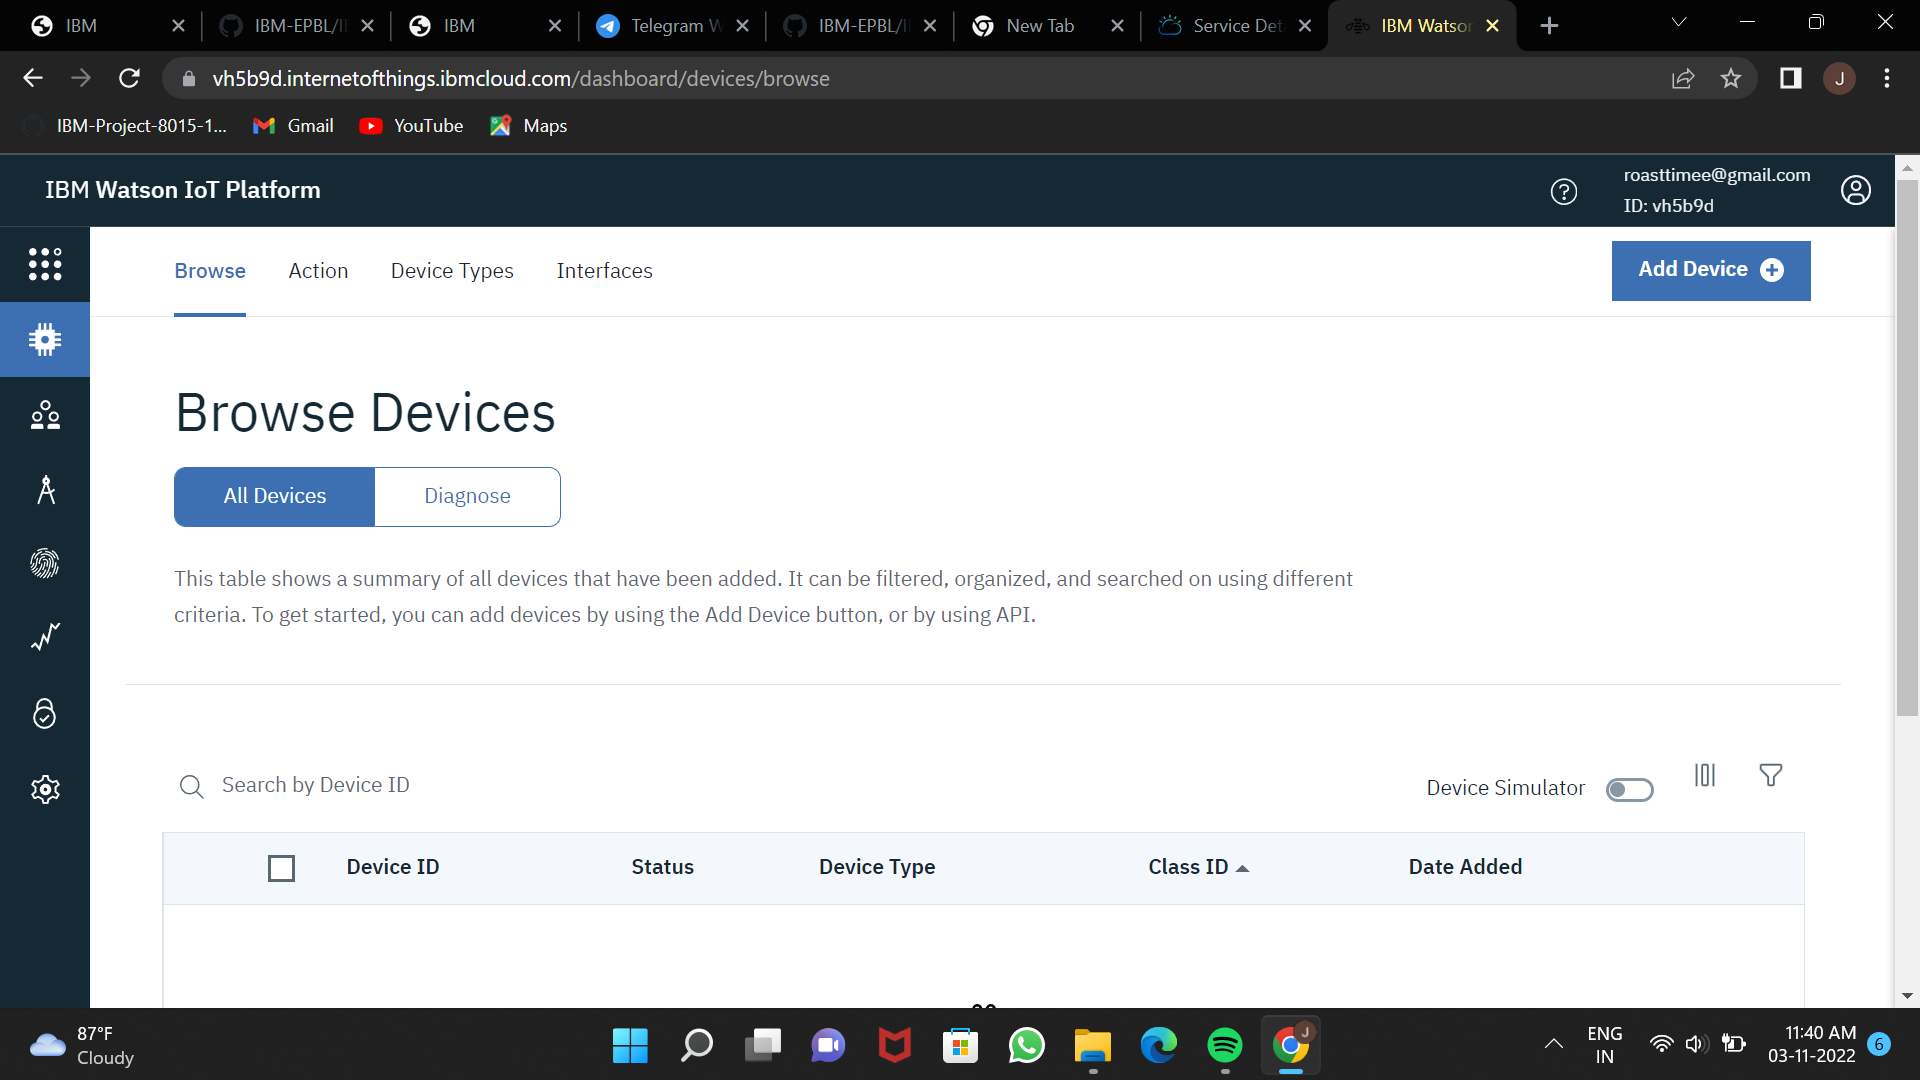 IBM
IBM-EPBL/I
IBM
Telegram W
IBM-EPBL/I
New Tab
Service Det
IBM Watson
vh5b9d.internetofthings.ibmcloud.com/dashboard/devices/browse
J
IBM-Project-8015-1...
Gmail
YouTube
Maps
IBM Watson IoT Platform
roasttimee@gmail.com
ID: vh5b9d
Browse
Action
Device Types
Interfaces
Add Device
Browse Devices
All Devices
Diagnose
This table shows a summary of all devices that have been added. It can be filtered, organized, and searched on using different
criteria. To get started, you can add devices by using the Add Device button, or by using API.
Search by Device ID
Device Simulator
Device ID
Status
Device Type
Class ID
Date Added
87°F
Cloudy
J
ENG
IN
11:40 AM
03-11-2022
6